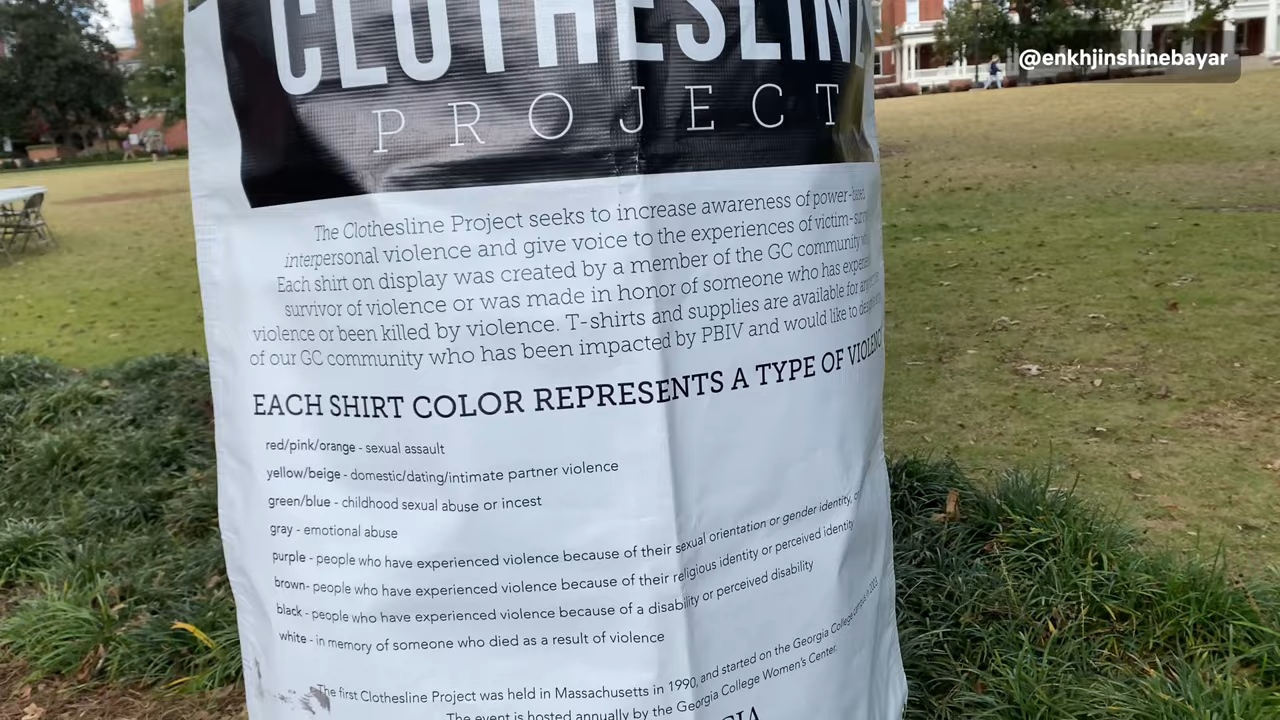 @enkhjinshinebayar
CLOTHESLINE
PROJECT
The Clothesline Project seeks to increase awareness of power-based
interpersonal violence and give voice to the experiences of victim-
Each shirt on display was created by a member of the GC community
survivor of violence or was made in honor of someone who has
violence or been killed by violence. T-shirts and supplies are available for
of our GC community who has been impacted by PBIV and would like to
EACH SHIRT COLOR REPRESENTS A TYPE OF VIOLENC
red/pink/orange - sexual assault
yellow/beige - domestic/dating/intimate partner violence
green/blue - childhood sexual abuse or incest
gray - emotional abuse
purple - people who have experienced violence because of their sexual orientation or gender identity,
brown- people who have experienced violence because of their religious identity or perceived identity
black - people who have experienced violence because of a disability or perceived disability
white - in memory of someone who died as a result of violence
The first Clothesline Project was held in Massachusetts in 1990, and started on the Georgia College campus in
The event is hosted annually by the Georgia College Women's Center.